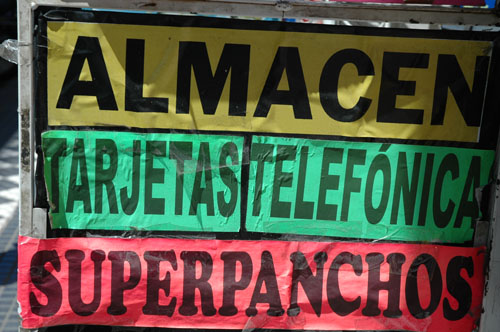 ALMACEN
TARJETAS TELEFÓNICA
SUPERPANCHOS